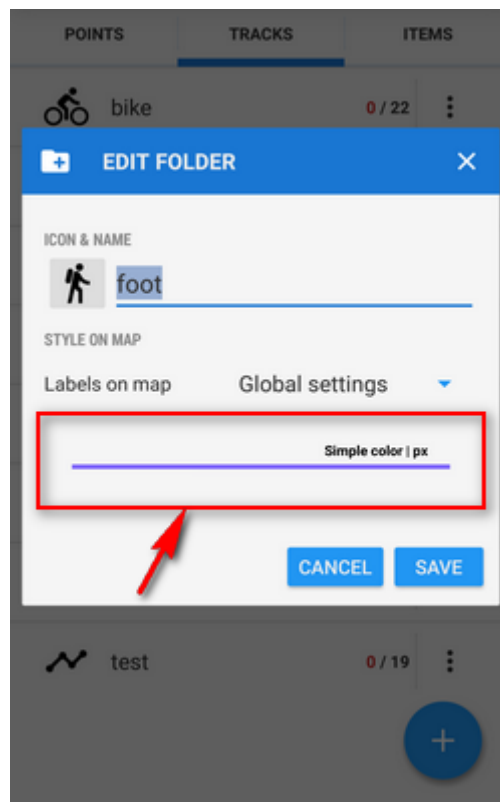 POINTS TRACKS ITEMS
bike 0 / 22
EDIT FOLDER
ICON & NAME
foot
STYLE ON MAP
Labels on map Global settings
Simple color | px
CANCEL SAVE
test 0 / 19